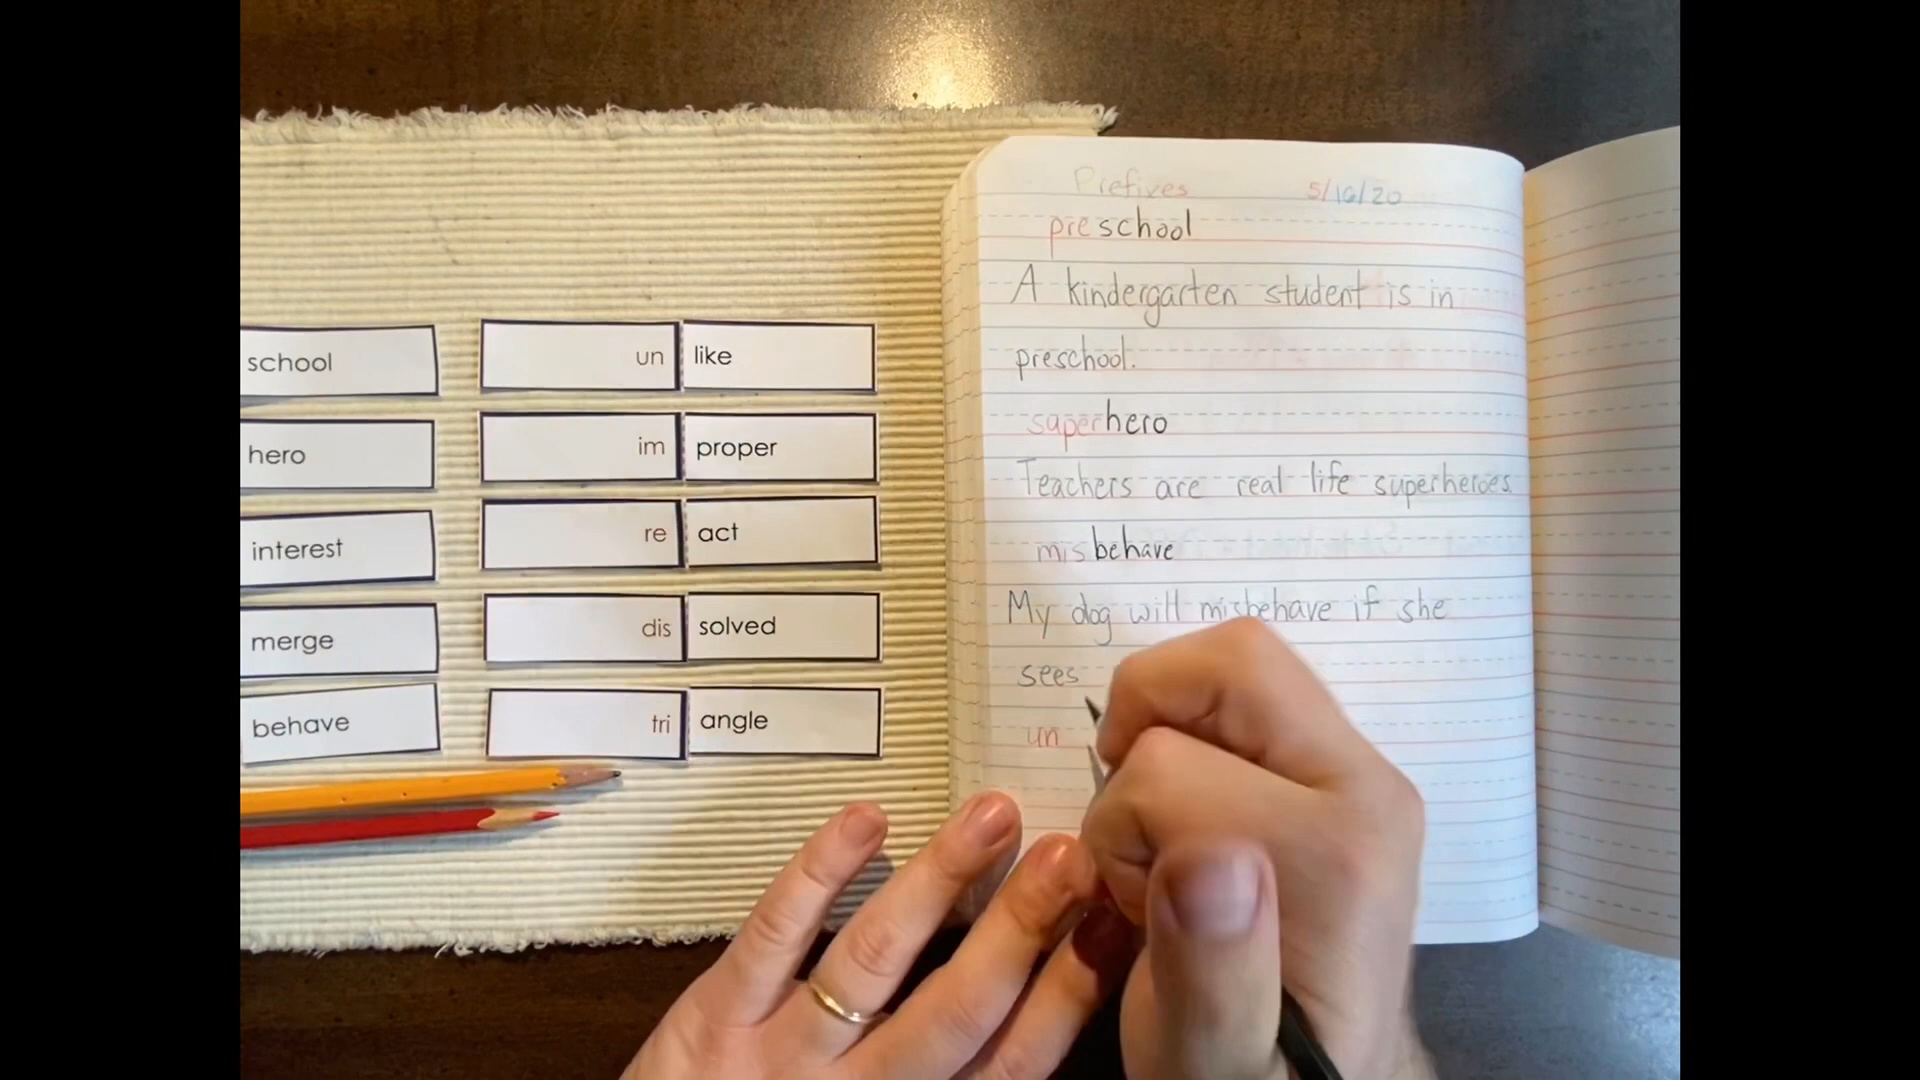 school
hero
interest
merge
behave
un like
im proper
re act
dis solved
tri angle
Prefixes 5/16/20
preschool
A kindergarten student is in
preschool.
superhero
Teachers are real life superheroes.
misbehave
My dog will misbehave if she
sees
un